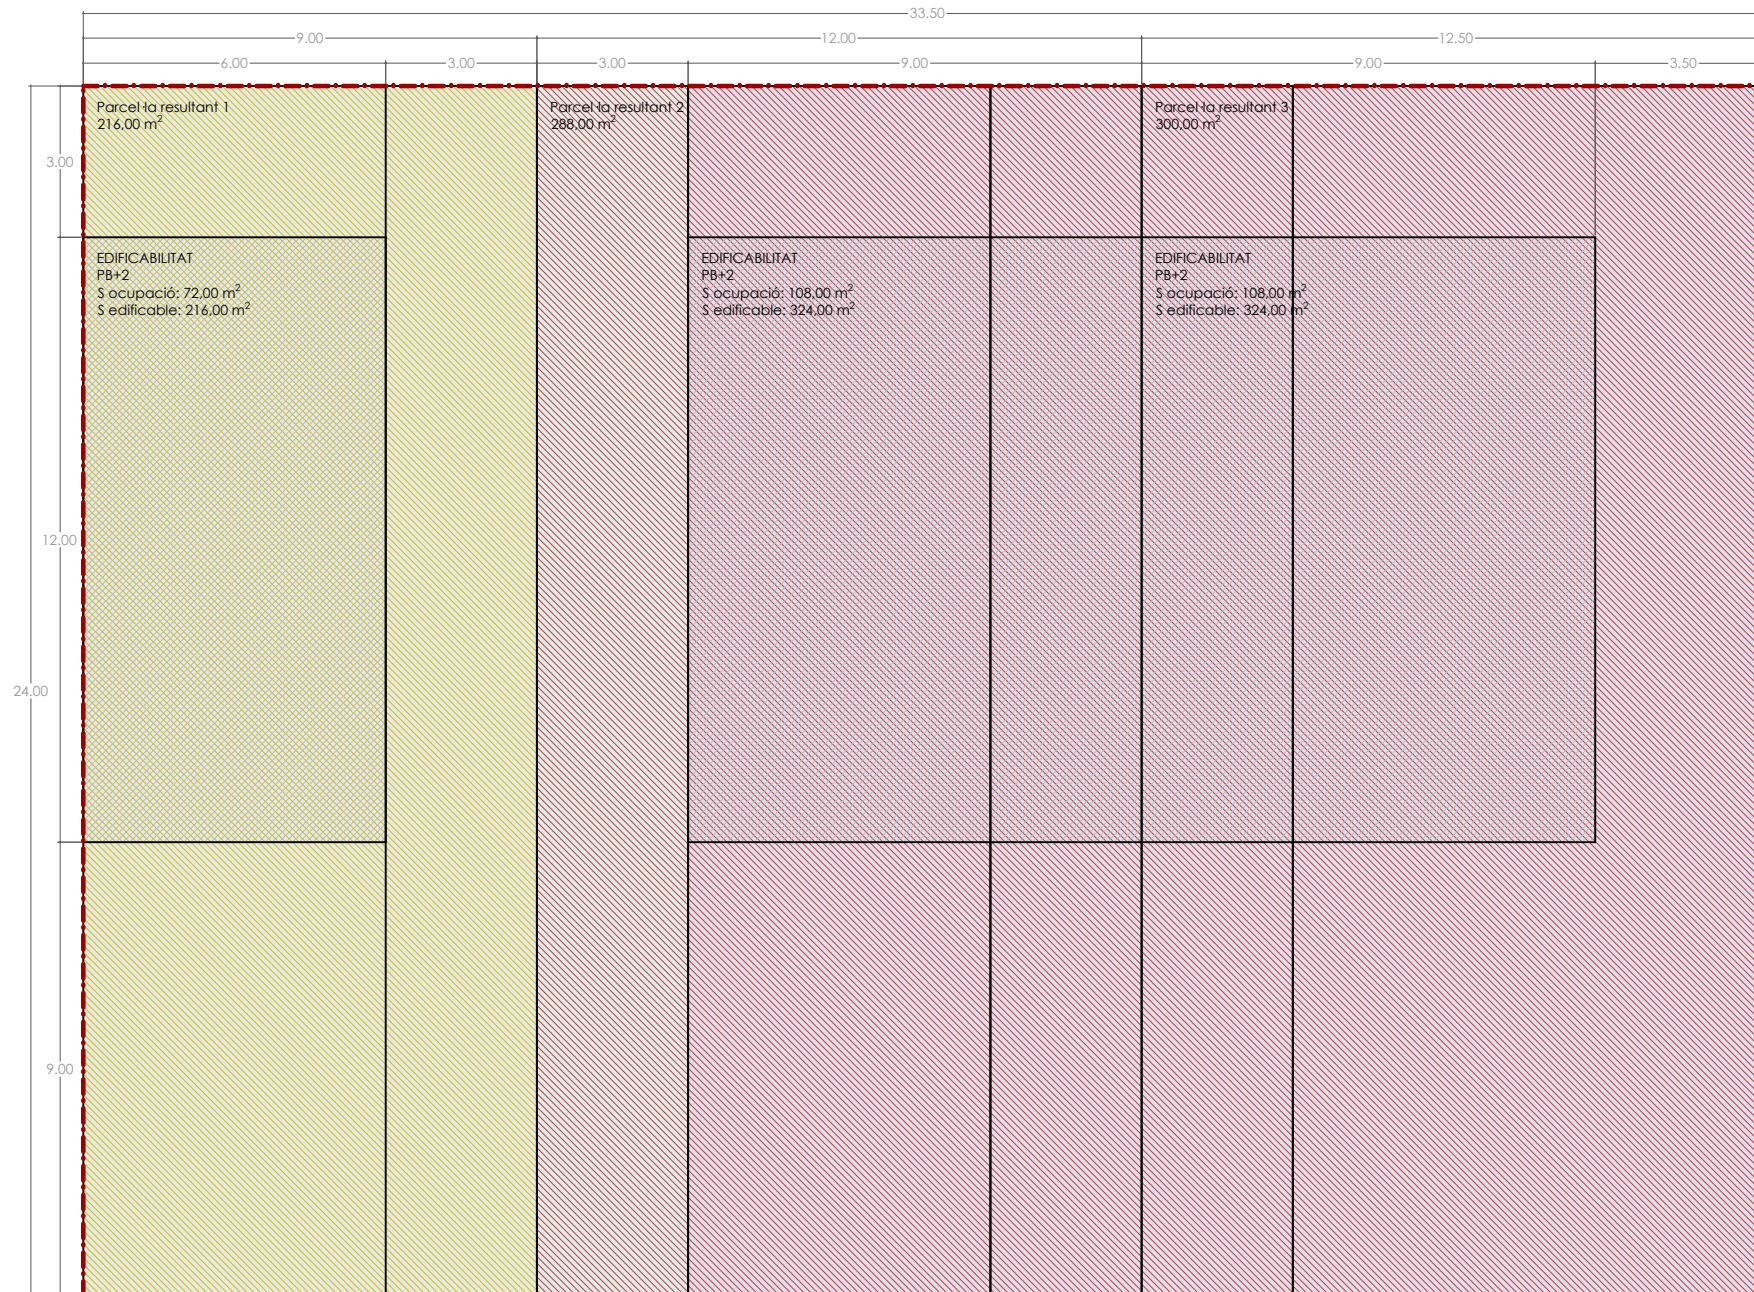 33.50
9.00
12.00
12.50
6.00
3.00
3.00
9.00
9.00
3.50
Parcel·la resultant 1
216,00 m²
Parcel·la resultant 2
288,00 m²
Parcel·la resultant 3
300,00 m²
3.00
EDIFICABILITAT
PB+2
S ocupació: 72,00 m²
S edificable: 216,00 m²
EDIFICABILITAT
PB+2
S ocupació: 108,00 m²
S edificable: 324,00 m²
EDIFICABILITAT
PB+2
S ocupació: 108,00 m²
S edificable: 324,00 m²
12.00
24.00
9.00